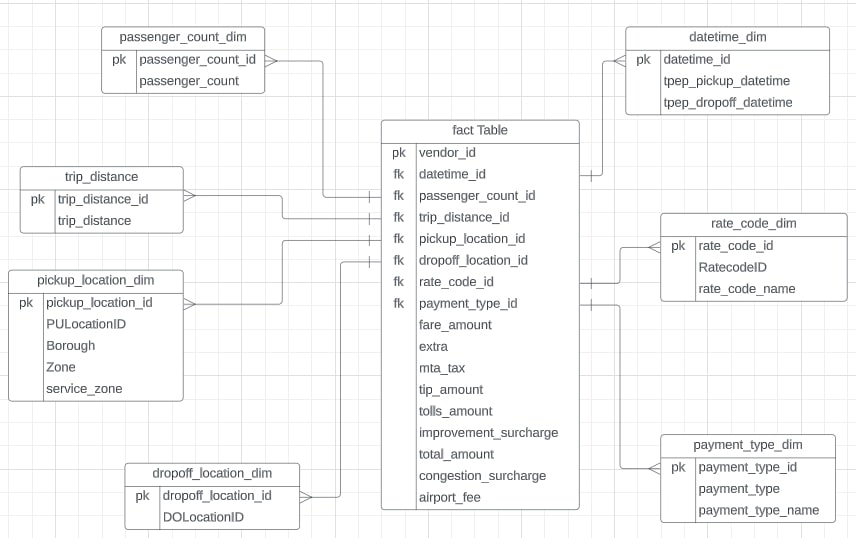 passenger_count_dim
pk passenger_count_id
passenger_count
trip_distance
pk trip_distance_id
trip_distance
pickup_location_dim
pk pickup_location_id
PULocationID
Borough
Zone
service_zone
dropoff_location_dim
pk dropoff_location_id
DOLocationID
fact Table
pk vendor_id
fk datetime_id
fk passenger_count_id
fk trip_distance_id
fk pickup_location_id
fk dropoff_location_id
fk rate_code_id
fk payment_type_id
fare_amount
extra
mta_tax
tip_amount
tolls_amount
improvement_surcharge
total_amount
congestion_surcharge
airport_fee
datetime_dim
pk datetime_id
tpep_pickup_datetime
tpep_dropoff_datetime
rate_code_dim
pk rate_code_id
RatecodeID
rate_code_name
payment_type_dim
pk payment_type_id
payment_type
payment_type_name